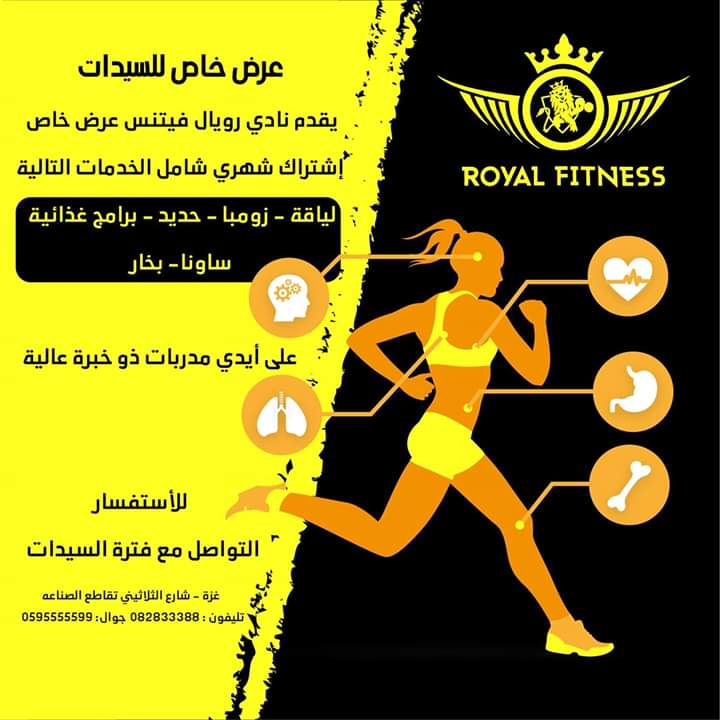 عرض خاص للسيدات
يقدم نادي رويال فيتنس عرض خاص
إشتراك شهري شامل الخدمات التالية
لياقة - زومبا - حديد - برامج غذائية
ساونا- بخار
على أيدي مدربات ذو خبرة عالية
للأستفسار
التواصل مع فترة السيدات
غزة - شارع الثلاثيني تقاطع الصناعه
تليفون : 082833388 جوال: 0595555599
ROYAL FITNESS